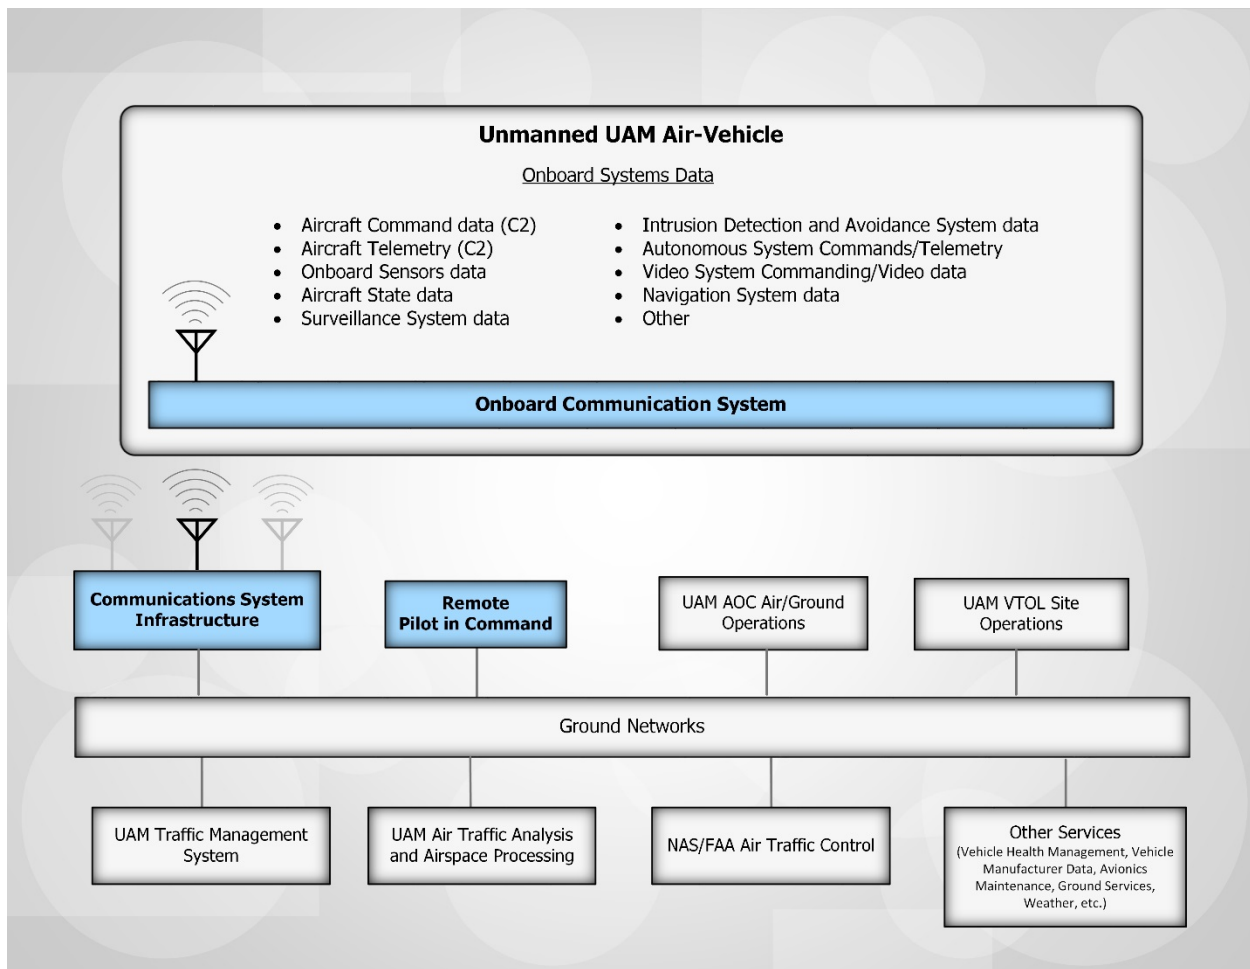 Unmanned UAM Air-Vehicle
Onboard Systems Data
• Aircraft Command data (C2)
• Aircraft Telemetry (C2)
• Onboard Sensors data
• Aircraft State data
• Surveillance System data
• Intrusion Detection and Avoidance System data
• Autonomous System Commands/Telemetry
• Video System Commanding/Video data
• Navigation System data
• Other
Onboard Communication System
Communications System
Infrastructure
Remote
Pilot in Command
UAM AOC Air/Ground
Operations
UAM VTOL Site
Operations
Ground Networks
UAM Traffic Management
System
UAM Air Traffic Analysis
and Airspace Processing
NAS/FAA Air Traffic Control
Other Services
(Vehicle Health Management, Vehicle
Manufacturer Data, Avionics
Maintenance, Ground Services,
Weather, etc.)